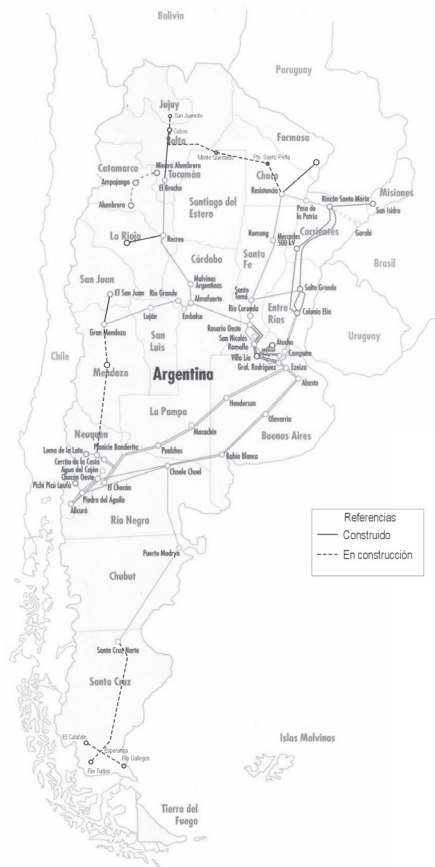 Bolivia
Paraguay
Jujuy
San Juancito
Cobos
Salta
Monte Quemado
Pte. Saenz Peña
Formosa
Chaco
Catamarca
Minera Alumbrera
Tucumán
Ampajango
El Bracho
Alumbrera
Santiago del
Estero
Resistencia
Paso de
la Patria
Rincón Santa María
Misiones
San Isidro
Corrientes
Garabí
La Rioja
Recreo
Romang
Mercedes
500 kV
Santa
Fe
Brasil
San Juan
ET San Juan
Córdoba
Malvinas
Argentinas
Río Grande
Almafuerte
Luján
Embalse
Gran Mendoza
Santo
Tomé
Salto Grande
Entre
Ríos
Colonia Elía
Río Coronda
Rosario Oeste
San Nicolás
Ramallo
Villa Lía
Gral. Rodríguez
Atucha
Campana
Ezeiza
Abasto
Uruguay
Chile
San
Luis
Mendoza
Argentina
La Pampa
Henderson
Olavarría
Buenos Aires
Macachín
Puelches
Bahía Blanca
Neuquén
Loma de la Lata
Planicie Banderita
Cerrito de la Costa
Agua del Cajón
Chocón Oeste
Pichi Picú Leufú
El Chocón
Piedra del Águila
Alicurá
Choele Choel
Río Negro
Puerto Madryn
Chubut
Referencias
Construido
En construcción
Santa Cruz Norte
Santa Cruz
El Calafate
Esperanza
Río Gallegos
Río Turbio
Islas Malvinas
Tierra del
Fuego